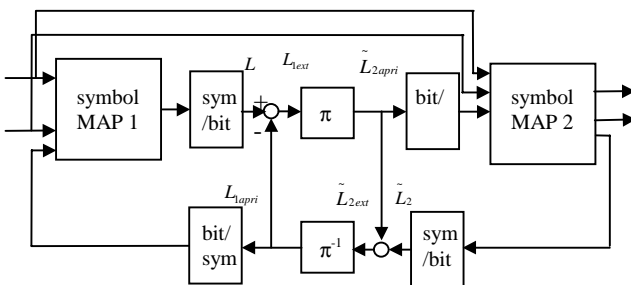 L
L1ext
L̃2apri
symbol
MAP 1
sym
/bit
+
-
π
bit/
symbol
MAP 2
L1apri
L̃2ext
L̃2
bit/
sym
π-1
sym
/bit